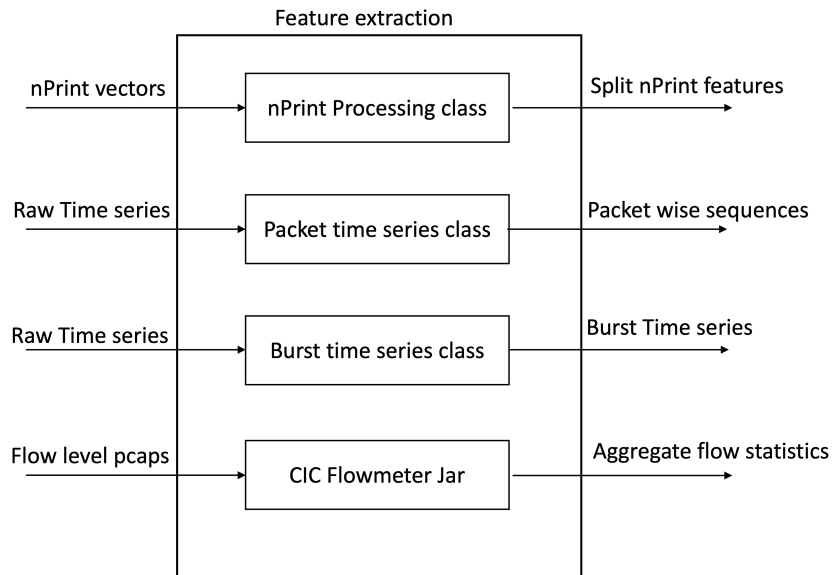 Feature extraction
nPrint vectors
nPrint Processing class
Split nPrint features
Raw Time series
Packet time series class
Packet wise sequences
Raw Time series
Burst time series class
Burst Time series
Flow level pcaps
CIC Flowmeter Jar
Aggregate flow statistics